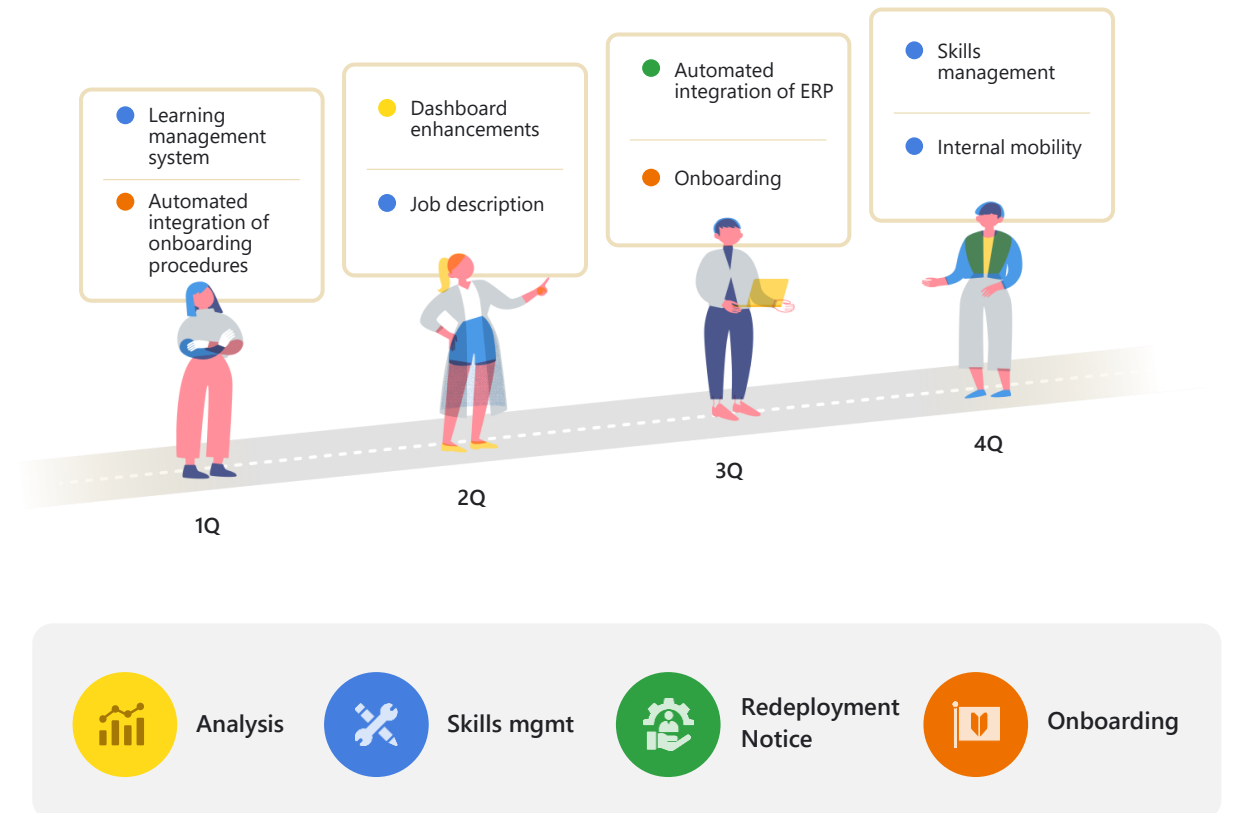 Learning
management
system
Automated
integration of
onboarding
procedures
Dashboard
enhancements
Job description
Automated
integration of ERP
Onboarding
Skills
management
Internal mobility
1Q
2Q
3Q
4Q
Analysis
Skills mgmt
Redeployment
Notice
Onboarding